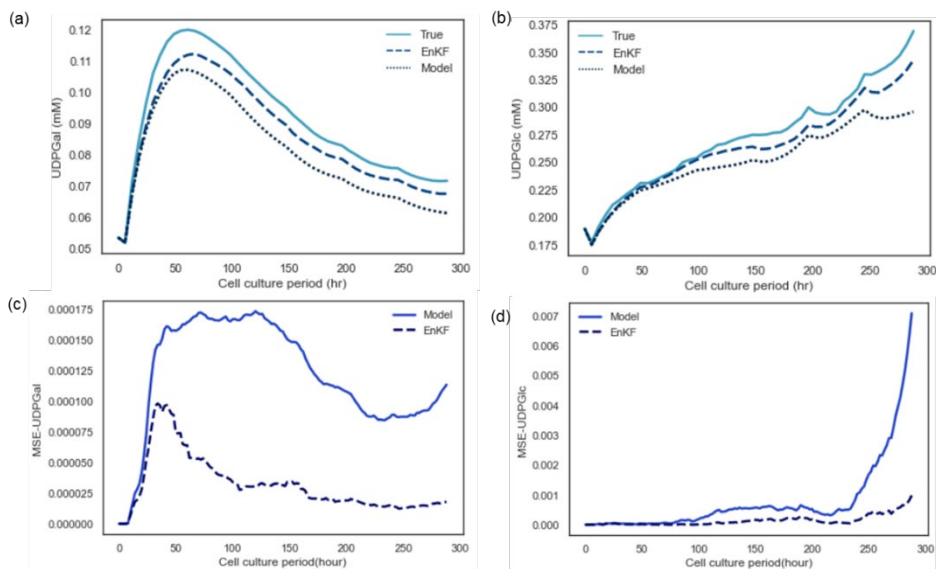 (a)
UDPGal (mM)
0.12
0.11
0.10
0.09
0.08
0.07
0.06
0.05
True
EnKF
Model
0 50 100 150 200 250 300
Cell culture period (hr)
(b)
UDPGlc (mM)
0.375
0.350
0.325
0.300
0.275
0.250
0.225
0.200
0.175
True
EnKF
Model
0 50 100 150 200 250 300
Cell culture period (hr)
(c)
MSE-UDPGal
0.000175
0.000150
0.000125
0.000100
0.000075
0.000050
0.000025
0.000000
Model
EnKF
0 50 100 150 200 250 300
Cell culture period(hour)
(d)
MSE-UDPGlc
0.007
0.006
0.005
0.004
0.003
0.002
0.001
0.000
Model
EnKF
0 50 100 150 200 250 300
Cell culture period(hour)